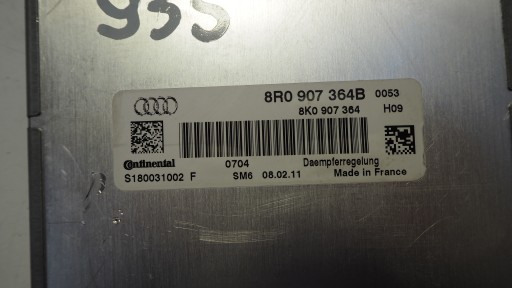 935
8R0 907 364B 0053
8K0 907 364 H09
Continental 0704 Daempferregelung
S180031002 F SM6 08.02.11 Made in France